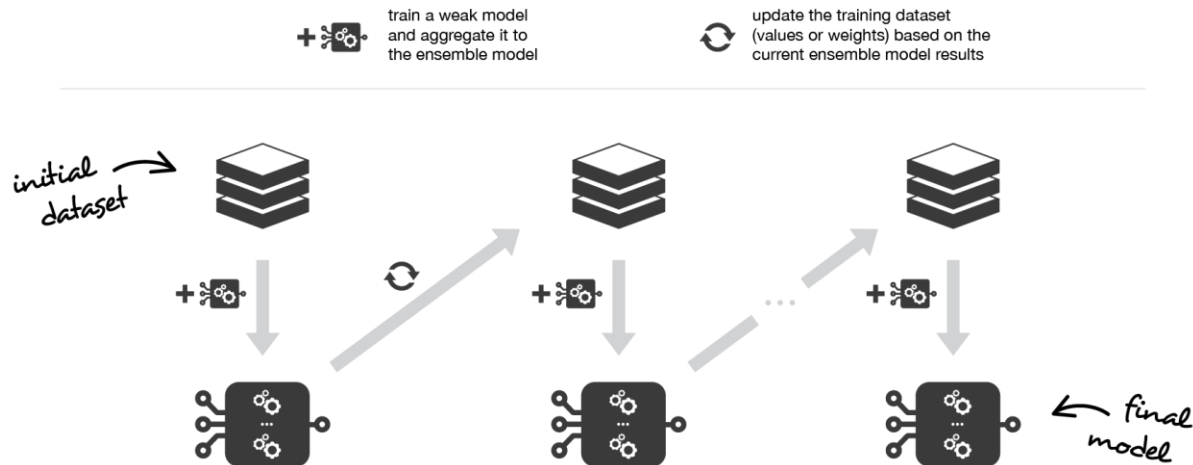 train a weak model
and aggregate it to
the ensemble model
update the training dataset
(values or weights) based on the
current ensemble model results
initial
dataset
...
final
model